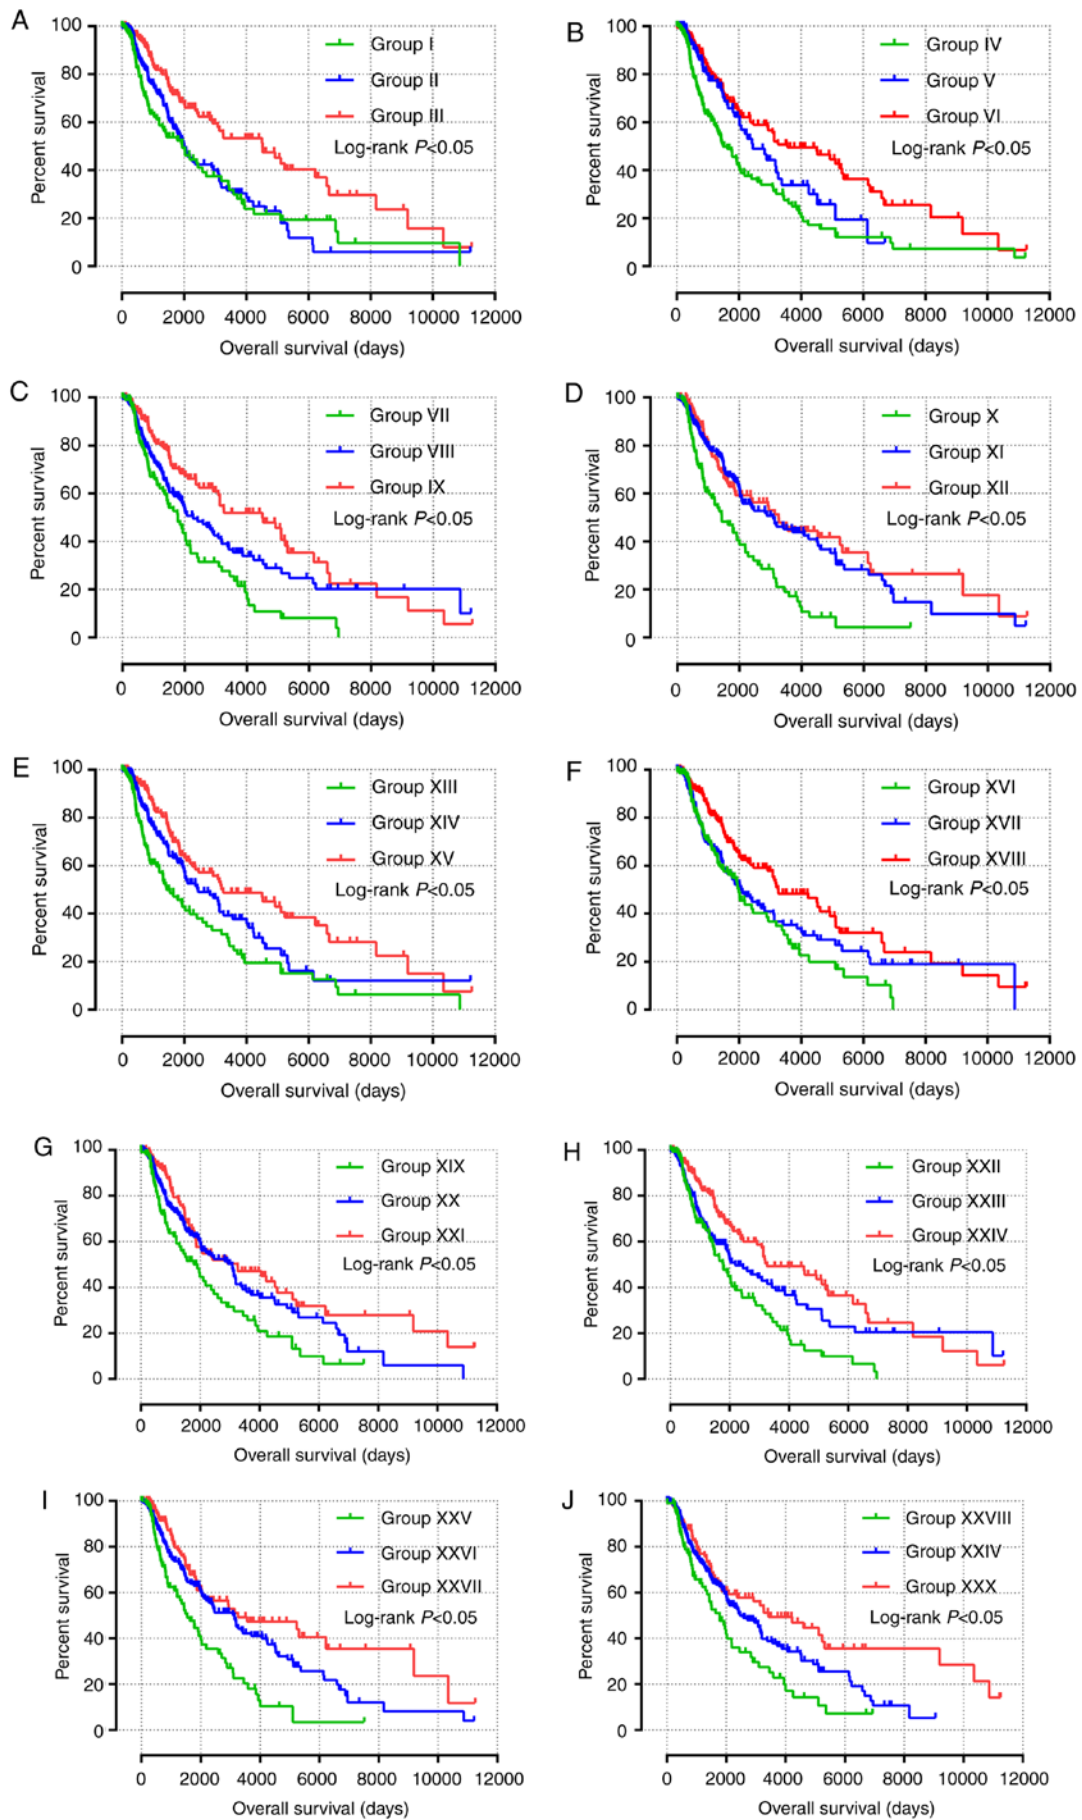 A
Percent survival
100
80
60
40
20
0
Group I
Group II
Group III
Log-rank P<0.05
0 2000 4000 6000 8000 10000 12000
Overall survival (days)
B
Percent survival
100
80
60
40
20
0
Group IV
Group V
Group VI
Log-rank P<0.05
0 2000 4000 6000 8000 10000 12000
Overall survival (days)
C
Percent survival
100
80
60
40
20
0
Group VII
Group VIII
Group IX
Log-rank P<0.05
0 2000 4000 6000 8000 10000 12000
Overall survival (days)
D
Percent survival
100
80
60
40
20
0
Group X
Group XI
Group XII
Log-rank P<0.05
0 2000 4000 6000 8000 10000 12000
Overall survival (days)
E
Percent survival
100
80
60
40
20
0
Group XIII
Group XIV
Group XV
Log-rank P<0.05
0 2000 4000 6000 8000 10000 12000
Overall survival (days)
F
Percent survival
100
80
60
40
20
0
Group XVI
Group XVII
Group XVIII
Log-rank P<0.05
0 2000 4000 6000 8000 10000 12000
Overall survival (days)
G
Percent survival
100
80
60
40
20
0
Group XIX
Group XX
Group XXI
Log-rank P<0.05
0 2000 4000 6000 8000 10000 12000
Overall survival (days)
H
Percent survival
100
80
60
40
20
0
Group XXII
Group XXIII
Group XXIV
Log-rank P<0.05
0 2000 4000 6000 8000 10000 12000
Overall survival (days)
I
Percent survival
100
80
60
40
20
0
Group XXV
Group XXVI
Group XXVII
Log-rank P<0.05
0 2000 4000 6000 8000 10000 12000
Overall survival (days)
J
Percent survival
100
80
60
40
20
0
Group XXVIII
Group XXIV
Group XXX
Log-rank P<0.05
0 2000 4000 6000 8000 10000 12000
Overall survival (days)